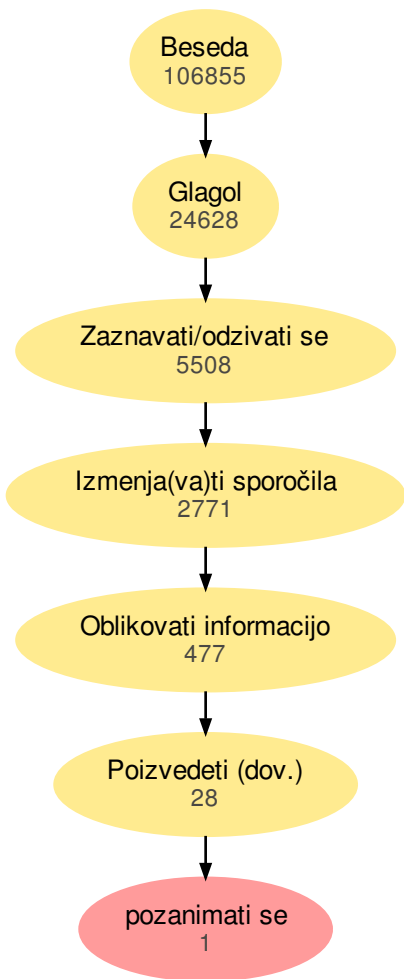 Beseda
106855
Glagol
24628
Zaznavati/odzivati se
5508
Izmenja(va)ti sporočila
2771
Oblikovati informacijo
477
Poizvedeti (dov.)
28
pozanimati se
1